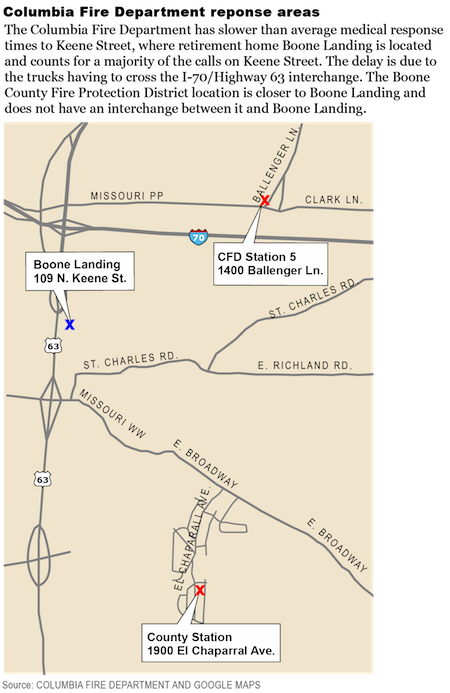 Columbia Fire Department reponse areas
The Columbia Fire Department has slower than average medical response
times to Keene Street, where retirement home Boone Landing is located
and counts for a majority of the calls on Keene Street. The delay is due to
the trucks having to cross the I-70/Highway 63 interchange. The Boone
County Fire Protection District location is closer to Boone Landing and
does not have an interchange between it and Boone Landing.
BALLENGER LN.
MISSOURI PP
CLARK LN.
X
70
CFD Station 5
1400 Ballenger Ln.
Boone Landing
109 N. Keene St.
X
ST. CHARLES RD.
63
ST. CHARLES RD.
E. RICHLAND RD.
MISSOURI WW
E. BROADWAY
63
EL CHAPARALL AVE.
E. BROADWAY
X
County Station
1900 El Chaparral Ave.
Source: COLUMBIA FIRE DEPARTMENT AND GOOGLE MAPS